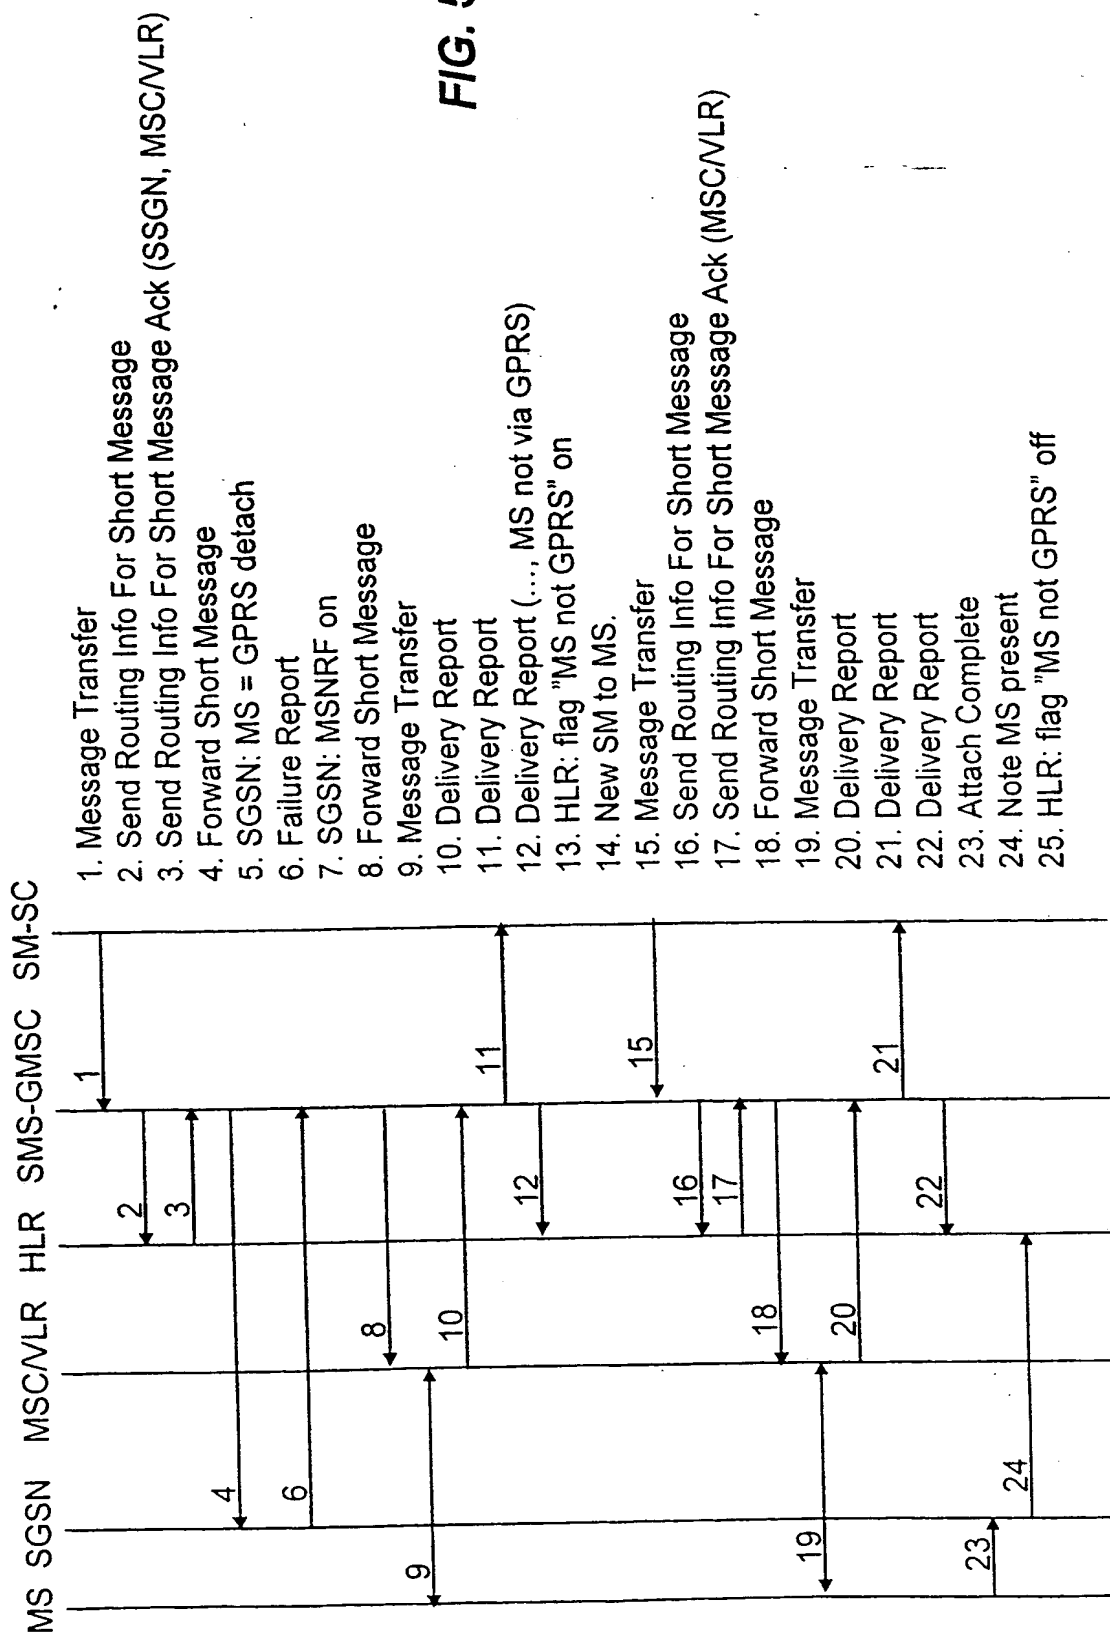 MS SGSN MSC/VLR HLR SMS-GMSC SM-SC
1
2
3
4
6
8
9
10
11
12
15
16
17
18
19
20
21
22
23
24
1. Message Transfer
2. Send Routing Info For Short Message
3. Send Routing Info For Short Message Ack (SSGN, MSC/VLR)
4. Forward Short Message
5. SGSN: MS = GPRS detach
6. Failure Report
7. SGSN: MSNRF on
8. Forward Short Message
9. Message Transfer
10. Delivery Report
11. Delivery Report
12. Delivery Report (..., MS not via GPRS)
13. HLR: flag "MS not GPRS" on
14. New SM to MS.
15. Message Transfer
16. Send Routing Info For Short Message
17. Send Routing Info For Short Message Ack (MSC/VLR)
18. Forward Short Message
19. Message Transfer
20. Delivery Report
21. Delivery Report
22. Delivery Report
23. Attach Complete
24. Note MS present
25. HLR: flag "MS not GPRS" off
FIG. 5